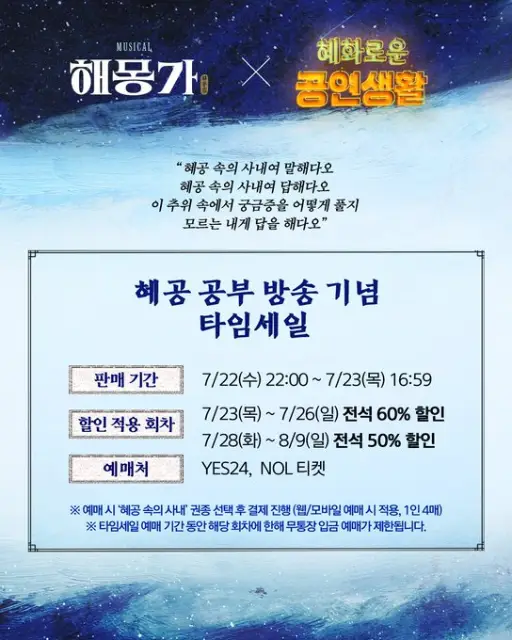 MUSICAL
해몽가
×
혜화로운
공연생활
“혜공 속의 사내여 말해다오
혜공 속의 사내여 답해다오
이 추위 속에서 궁금증을 어떻게 풀지
모르는 내게 답을 해다오”
혜공 공부 방송 기념
타임세일
판매 기간 7/22(수) 22:00 ~ 7/23(목) 16:59
할인 적용 회차 7/23(목) ~ 7/26(일) 전석 60% 할인
7/28(화) ~ 8/9(일) 전석 50% 할인
예매처 YES24, NOL 티켓
※ 예매 시 ‘혜공 속의 사내’ 권종 선택 후 결제 진행 (웹/모바일 예매 시 적용, 1인 4매)
※ 타임세일 예매 기간 동안 해당 회차에 한해 무통장 입금 예매가 제한됩니다.